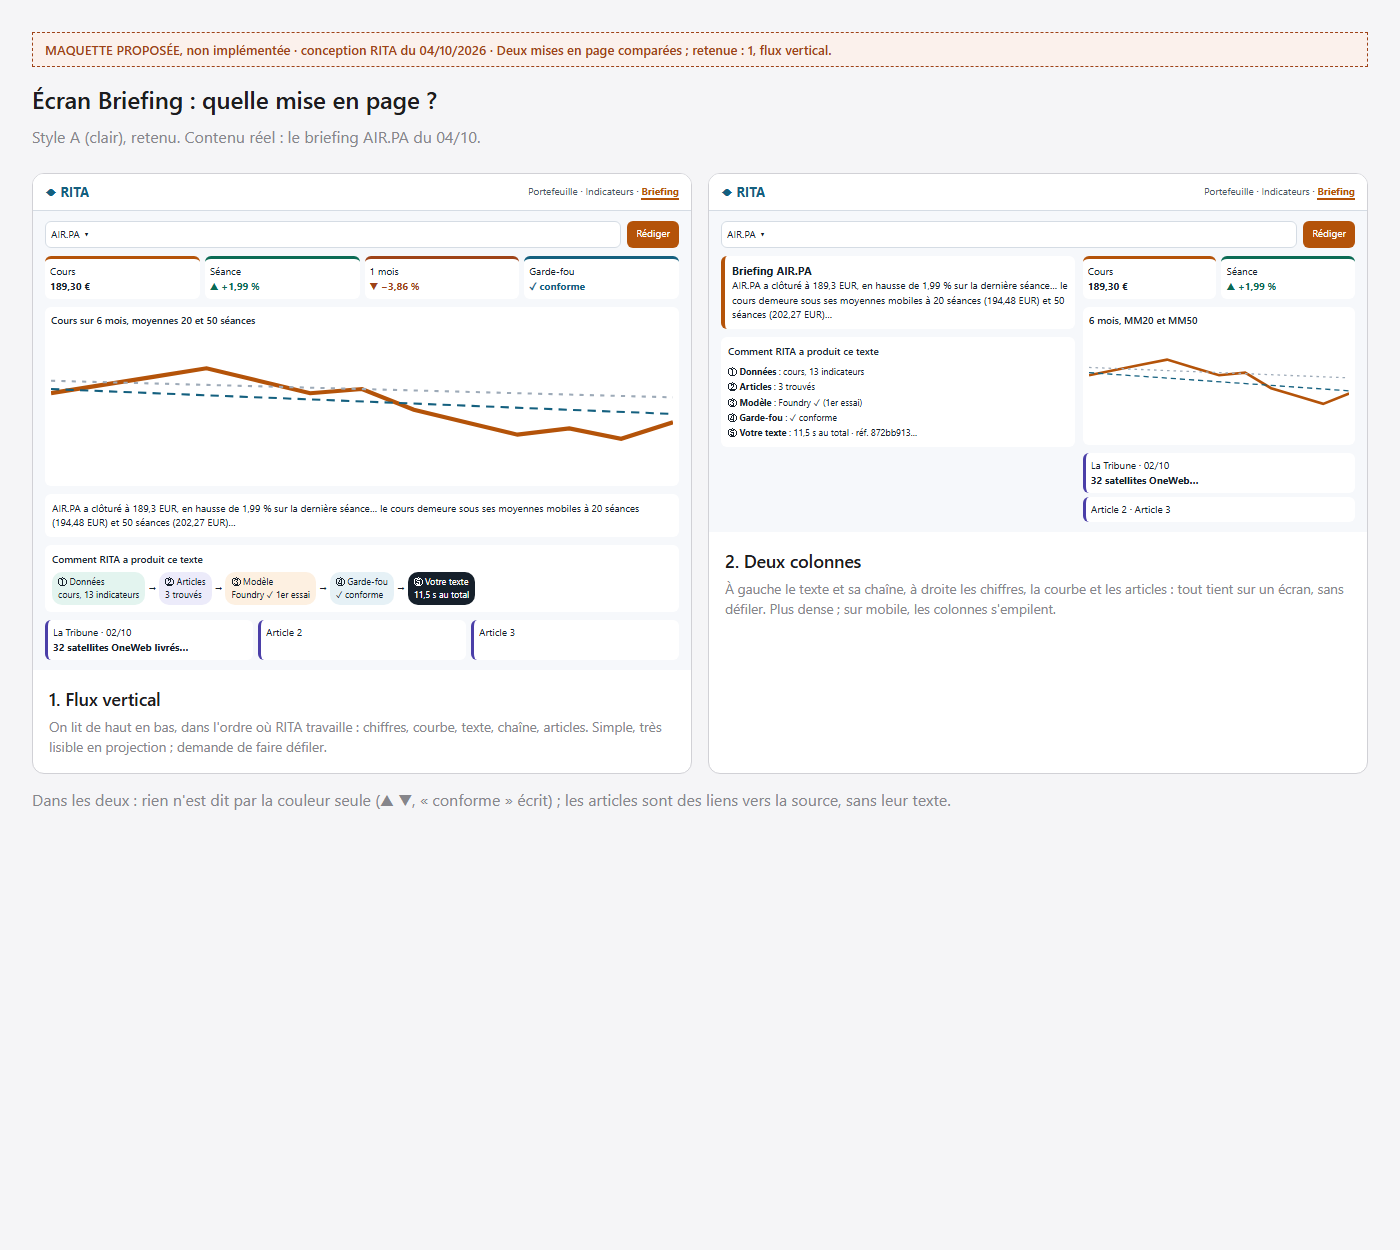 MAQUETTE PROPOSÉE, non implémentée · conception RITA du 04/10/2026 · Deux mises en page comparées ; retenue : 1, flux vertical.
Écran Briefing : quelle mise en page ?
Style A (clair), retenu. Contenu réel : le briefing AIR.PA du 04/10.
RITA
Portefeuille · Indicateurs · Briefing
AIR.PA ▾
Rédiger
Cours
189,30 €
Séance
▲ +1,99 %
1 mois
▼ −3,86 %
Garde-fou
✓ conforme
Cours sur 6 mois, moyennes 20 et 50 séances
AIR.PA a clôturé à 189,3 EUR, en hausse de 1,99 % sur la dernière séance... le cours demeure sous ses moyennes mobiles à 20 séances
(194,48 EUR) et 50 séances (202,27 EUR)...
Comment RITA a produit ce texte
① Données
cours, 13 indicateurs
→
② Articles
3 trouvés
→
③ Modèle
Foundry ✓ 1er essai
→
④ Garde-fou
✓ conforme
→
⑤ Votre texte
11,5 s au total
La Tribune · 02/10
32 satellites OneWeb livrés...
Article 2
Article 3
1. Flux vertical
On lit de haut en bas, dans l'ordre où RITA travaille : chiffres, courbe, texte, chaîne, articles. Simple, très
lisible en projection ; demande de faire défiler.
RITA
Portefeuille · Indicateurs · Briefing
AIR.PA ▾
Rédiger
Briefing AIR.PA
AIR.PA a clôturé à 189,3 EUR, en hausse de 1,99 % sur la dernière séance... le
cours demeure sous ses moyennes mobiles à 20 séances (194,48 EUR) et 50
séances (202,27 EUR)...
Comment RITA a produit ce texte
① Données : cours, 13 indicateurs
② Articles : 3 trouvés
③ Modèle : Foundry ✓ (1er essai)
④ Garde-fou : ✓ conforme
⑤ Votre texte : 11,5 s au total · réf. 872bb913...
Cours
189,30 €
Séance
▲ +1,99 %
6 mois, MM20 et MM50
La Tribune · 02/10
32 satellites OneWeb...
Article 2 · Article 3
2. Deux colonnes
À gauche le texte et sa chaîne, à droite les chiffres, la courbe et les articles : tout tient sur un écran, sans
défiler. Plus dense ; sur mobile, les colonnes s'empilent.
Dans les deux : rien n'est dit par la couleur seule (▲ ▼, « conforme » écrit) ; les articles sont des liens vers la source, sans leur texte.